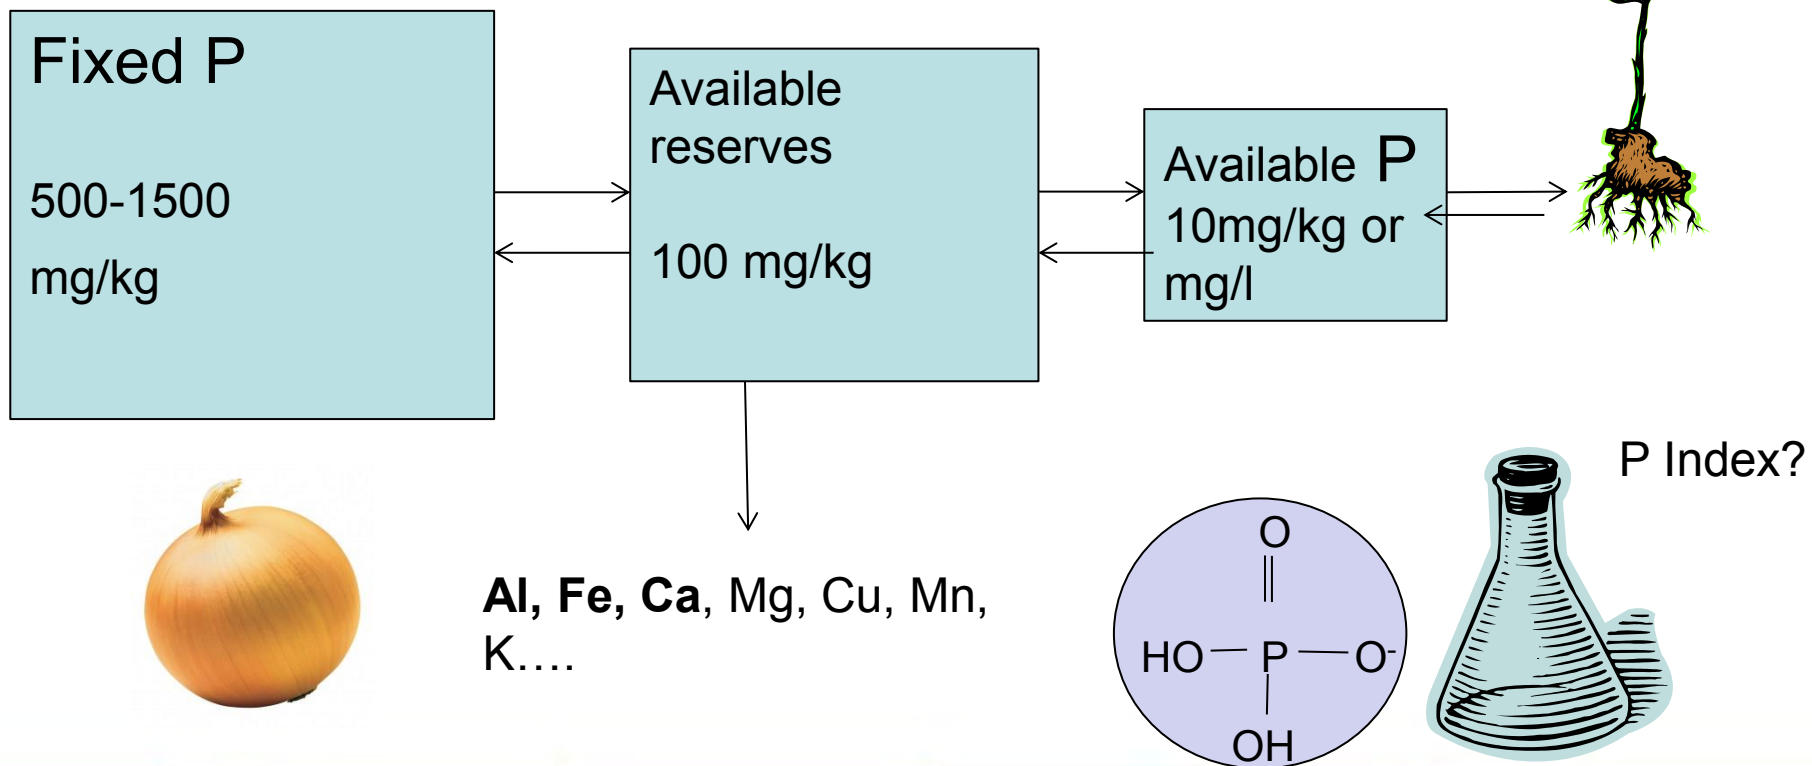 Fixed P
500-1500
mg/kg
Available
reserves
100 mg/kg
Available P
10mg/kg or
mg/l
P Index?
Al, Fe, Ca, Mg, Cu, Mn,
K....
O
HO P O-
OH